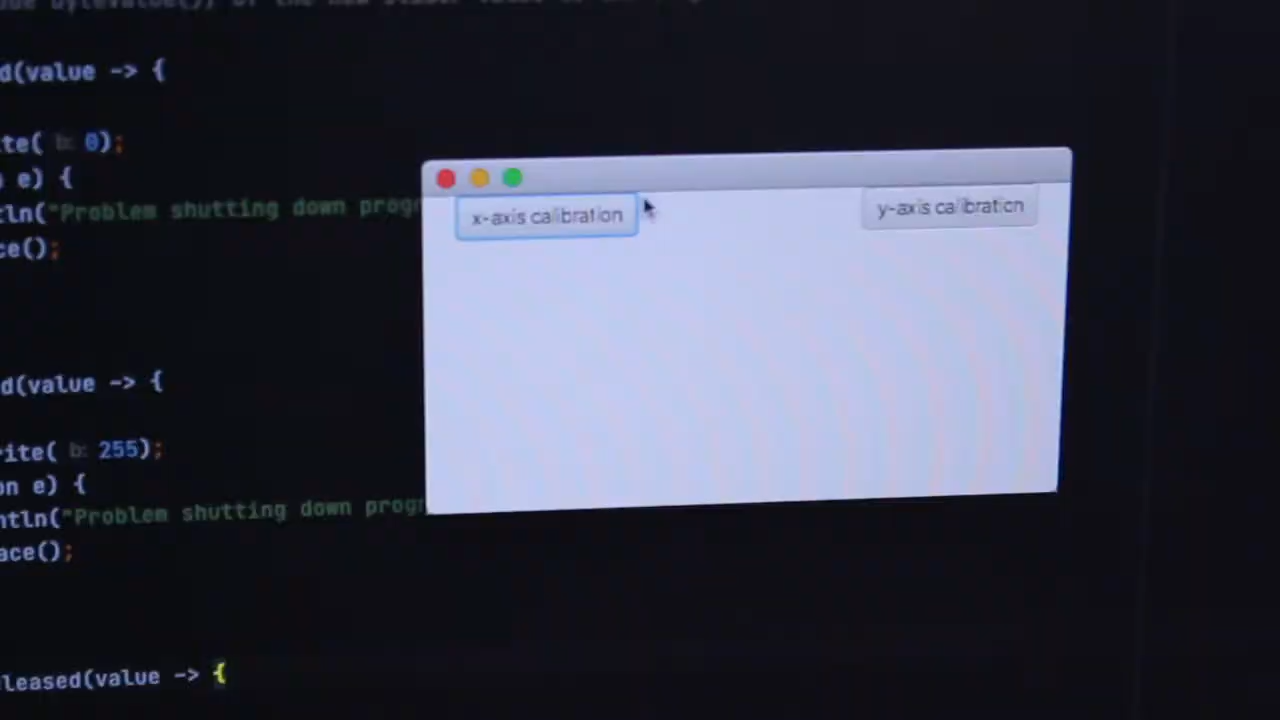 d(value -> {
ite( b: 0);
n e) {
tln("Problem shutting down progr
ce();
x-axis calibration
y-axis calibration
d(value -> {
rite( b: 255);
on e) {
ntln("Problem shutting down progr
ace();
leased(value -> {